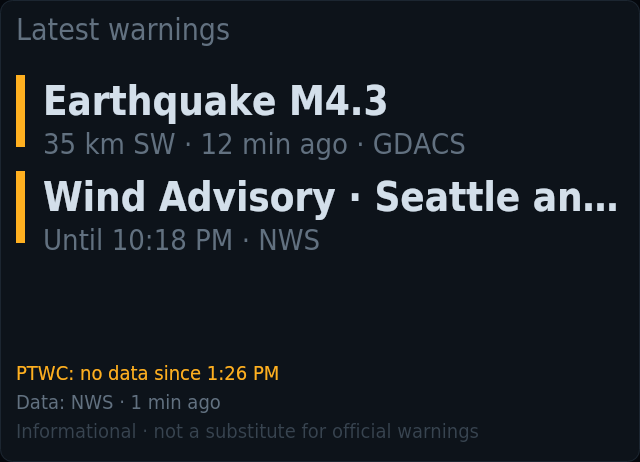 Latest warnings
Earthquake M4.3
35 km SW · 12 min ago · GDACS
Wind Advisory · Seattle an…
Until 10:18 PM · NWS
PTWC: no data since 1:26 PM
Data: NWS · 1 min ago
Informational · not a substitute for official warnings